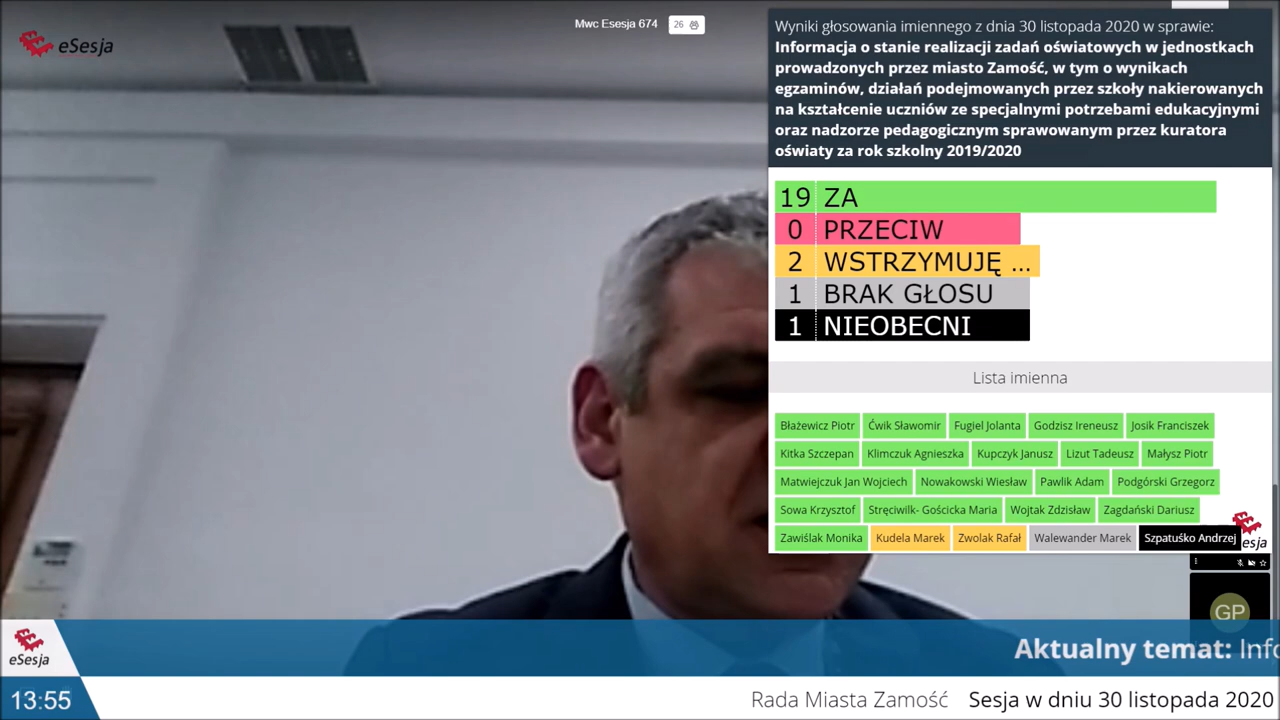 eSesja
Mwc Esesja 674
26
Wyniki głosowania imiennego z dnia 30 listopada 2020 w sprawie:
Informacja o stanie realizacji zadań oświatowych w jednostkach
prowadzonych przez miasto Zamość, w tym o wynikach
egzaminów, działań podejmowanych przez szkoły nakierowanych
na kształcenie uczniów ze specjalnymi potrzebami edukacyjnymi
oraz nadzorze pedagogicznym sprawowanym przez kuratora
oświaty za rok szkolny 2019/2020
19 ZA
0 PRZECIW
2 WSTRZYMUJĘ ...
1 BRAK GŁOSU
1 NIEOBECNI
Lista imienna
Błażewicz Piotr Ćwik Sławomir Fugiel Jolanta Godzisz Ireneusz Josik Franciszek
Kitka Szczepan Klimczuk Agnieszka Kupczyk Janusz Lizut Tadeusz Małysz Piotr
Matwiejczuk Jan Wojciech Nowakowski Wiesław Pawlik Adam Podgórski Grzegorz
Sowa Krzysztof Stręciwilk- Gościcka Maria Wojtak Zdzisław Zagdański Dariusz
Zawiślak Monika Kudela Marek Zwolak Rafał Walewander Marek Szpatuśko Andrzej
esja
GP
Aktualny temat: Info
eSesja
13:55
Rada Miasta Zamość Sesja w dniu 30 listopada 2020